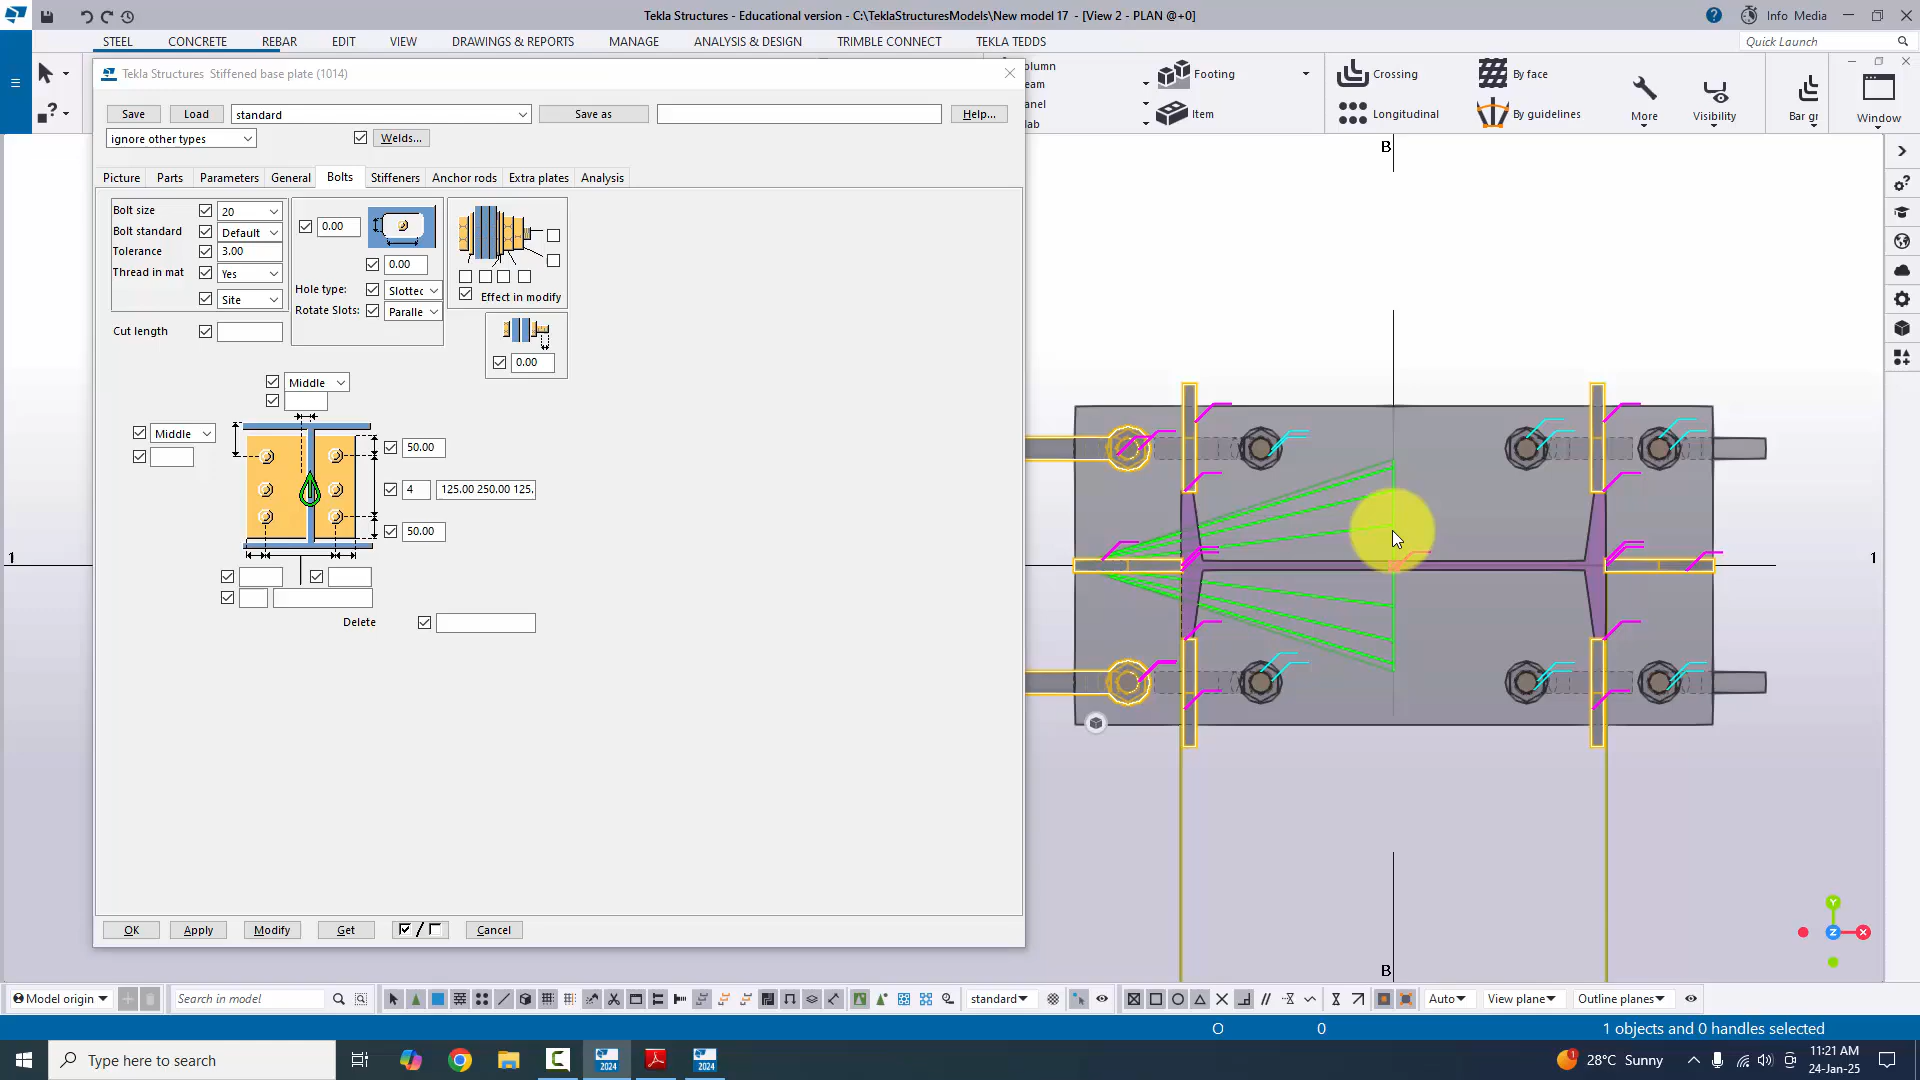 Tekla Structures - Educational version - C:\TeklaStructuresModels\New model 17 - [View 2 - PLAN @+0]
Info Media
STEEL CONCRETE REBAR EDIT VIEW DRAWINGS & REPORTS MANAGE ANALYSIS & DESIGN TRIMBLE CONNECT TEKLA TEDDS
Quick Launch
Tekla Structures Stiffened base plate (1014)
Footing
Item
Crossing
Longitudinal
By face
By guidelines
More
Visibility
Bar gr
Window
Save Load standard Save as Help...
ignore other types Welds...
Picture Parts Parameters General Bolts Stiffeners Anchor rods Extra plates Analysis
Bolt size 20
Bolt standard Default
Tolerance 3.00
Thread in mat Yes
Site
Cut length
0.00
0.00
Hole type: Slotted
Rotate Slots: Paralle
Effect in modify
0.00
Middle
Middle
50.00
4 125.00 250.00 125.
50.00
Delete
OK Apply Modify Get / Cancel
B
1
1
B
Y
Z
X
Model origin
Search in model
standard
Auto
View plane
Outline planes
O 0 1 objects and 0 handles selected
Type here to search
2024
2024
28°C Sunny
11:21 AM
24-Jan-25